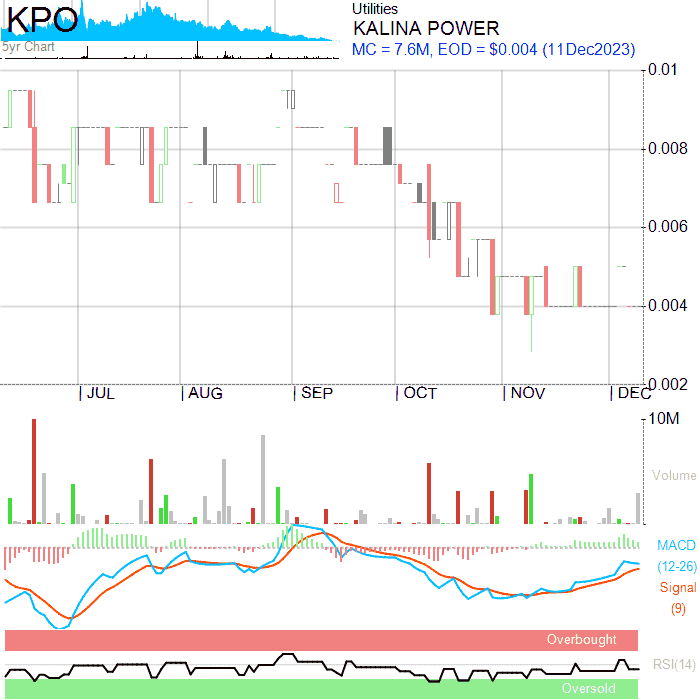 KPO
5yr Chart
Utilities
KALINA POWER
MC = 7.6M, EOD = $0.004 (11Dec2023)
0.01
0.008
0.006
0.004
0.002
JUL AUG SEP OCT NOV DEC
10M
Volume
MACD
(12-26)
Signal
(9)
Overbought
RSI(14)
Oversold